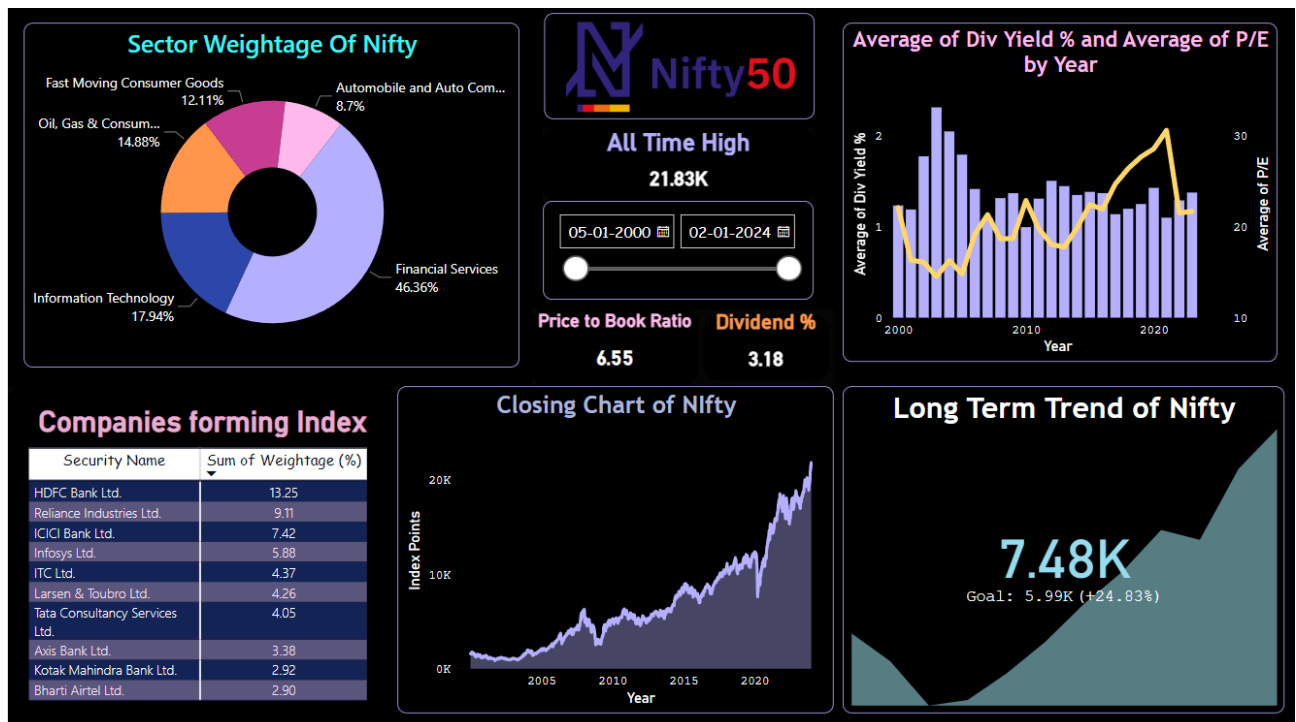 Sector Weightage Of Nifty
Fast Moving Consumer Goods
12.11%
Automobile and Auto Com...
8.7%
Oil, Gas & Consum...
14.88%
Financial Services
46.36%
Information Technology
17.94%
Nifty50
All Time High
21.83K
05-01-2000 02-01-2024
Price to Book Ratio
6.55
Dividend %
3.18
Average of Div Yield % and Average of P/E
by Year
Average of Div Yield %
2
1
0
30
20
10
Average of P/E
2000 2010 2020
Year
Companies forming Index
Security Name Sum of Weightage (%)
HDFC Bank Ltd. 13.25
Reliance Industries Ltd. 9.11
ICICI Bank Ltd. 7.42
Infosys Ltd. 5.88
ITC Ltd. 4.37
Larsen & Toubro Ltd. 4.26
Tata Consultancy Services 4.05
Ltd.
Axis Bank Ltd. 3.38
Kotak Mahindra Bank Ltd. 2.92
Bharti Airtel Ltd. 2.90
Closing Chart of NIfty
Index Points
20K
10K
0K
2005 2010 2015 2020
Year
Long Term Trend of Nifty
7.48K
Goal: 5.99K (+24.83%)